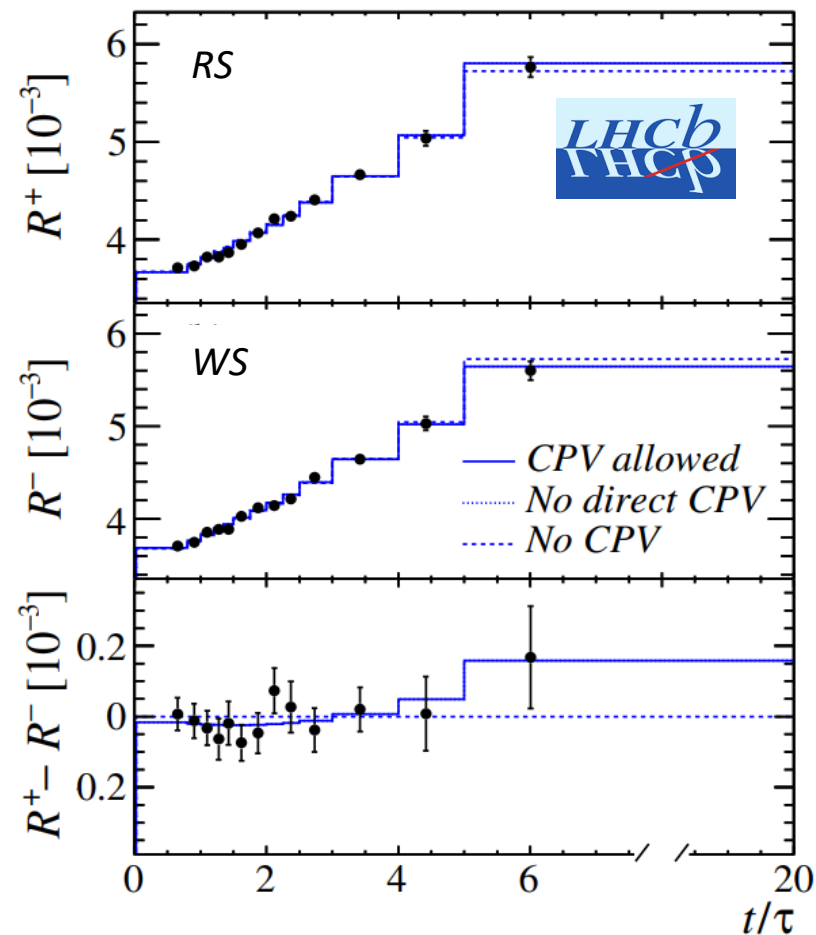 6
5
4
R⁺ [10⁻³]
RS
LHCb
LHCb
6
5
4
R⁻ [10⁻³]
WS
CPV allowed
No direct CPV
No CPV
0.2
0
0.2
R⁺− R⁻ [10⁻³]
0 2 4 6 20
t/τ